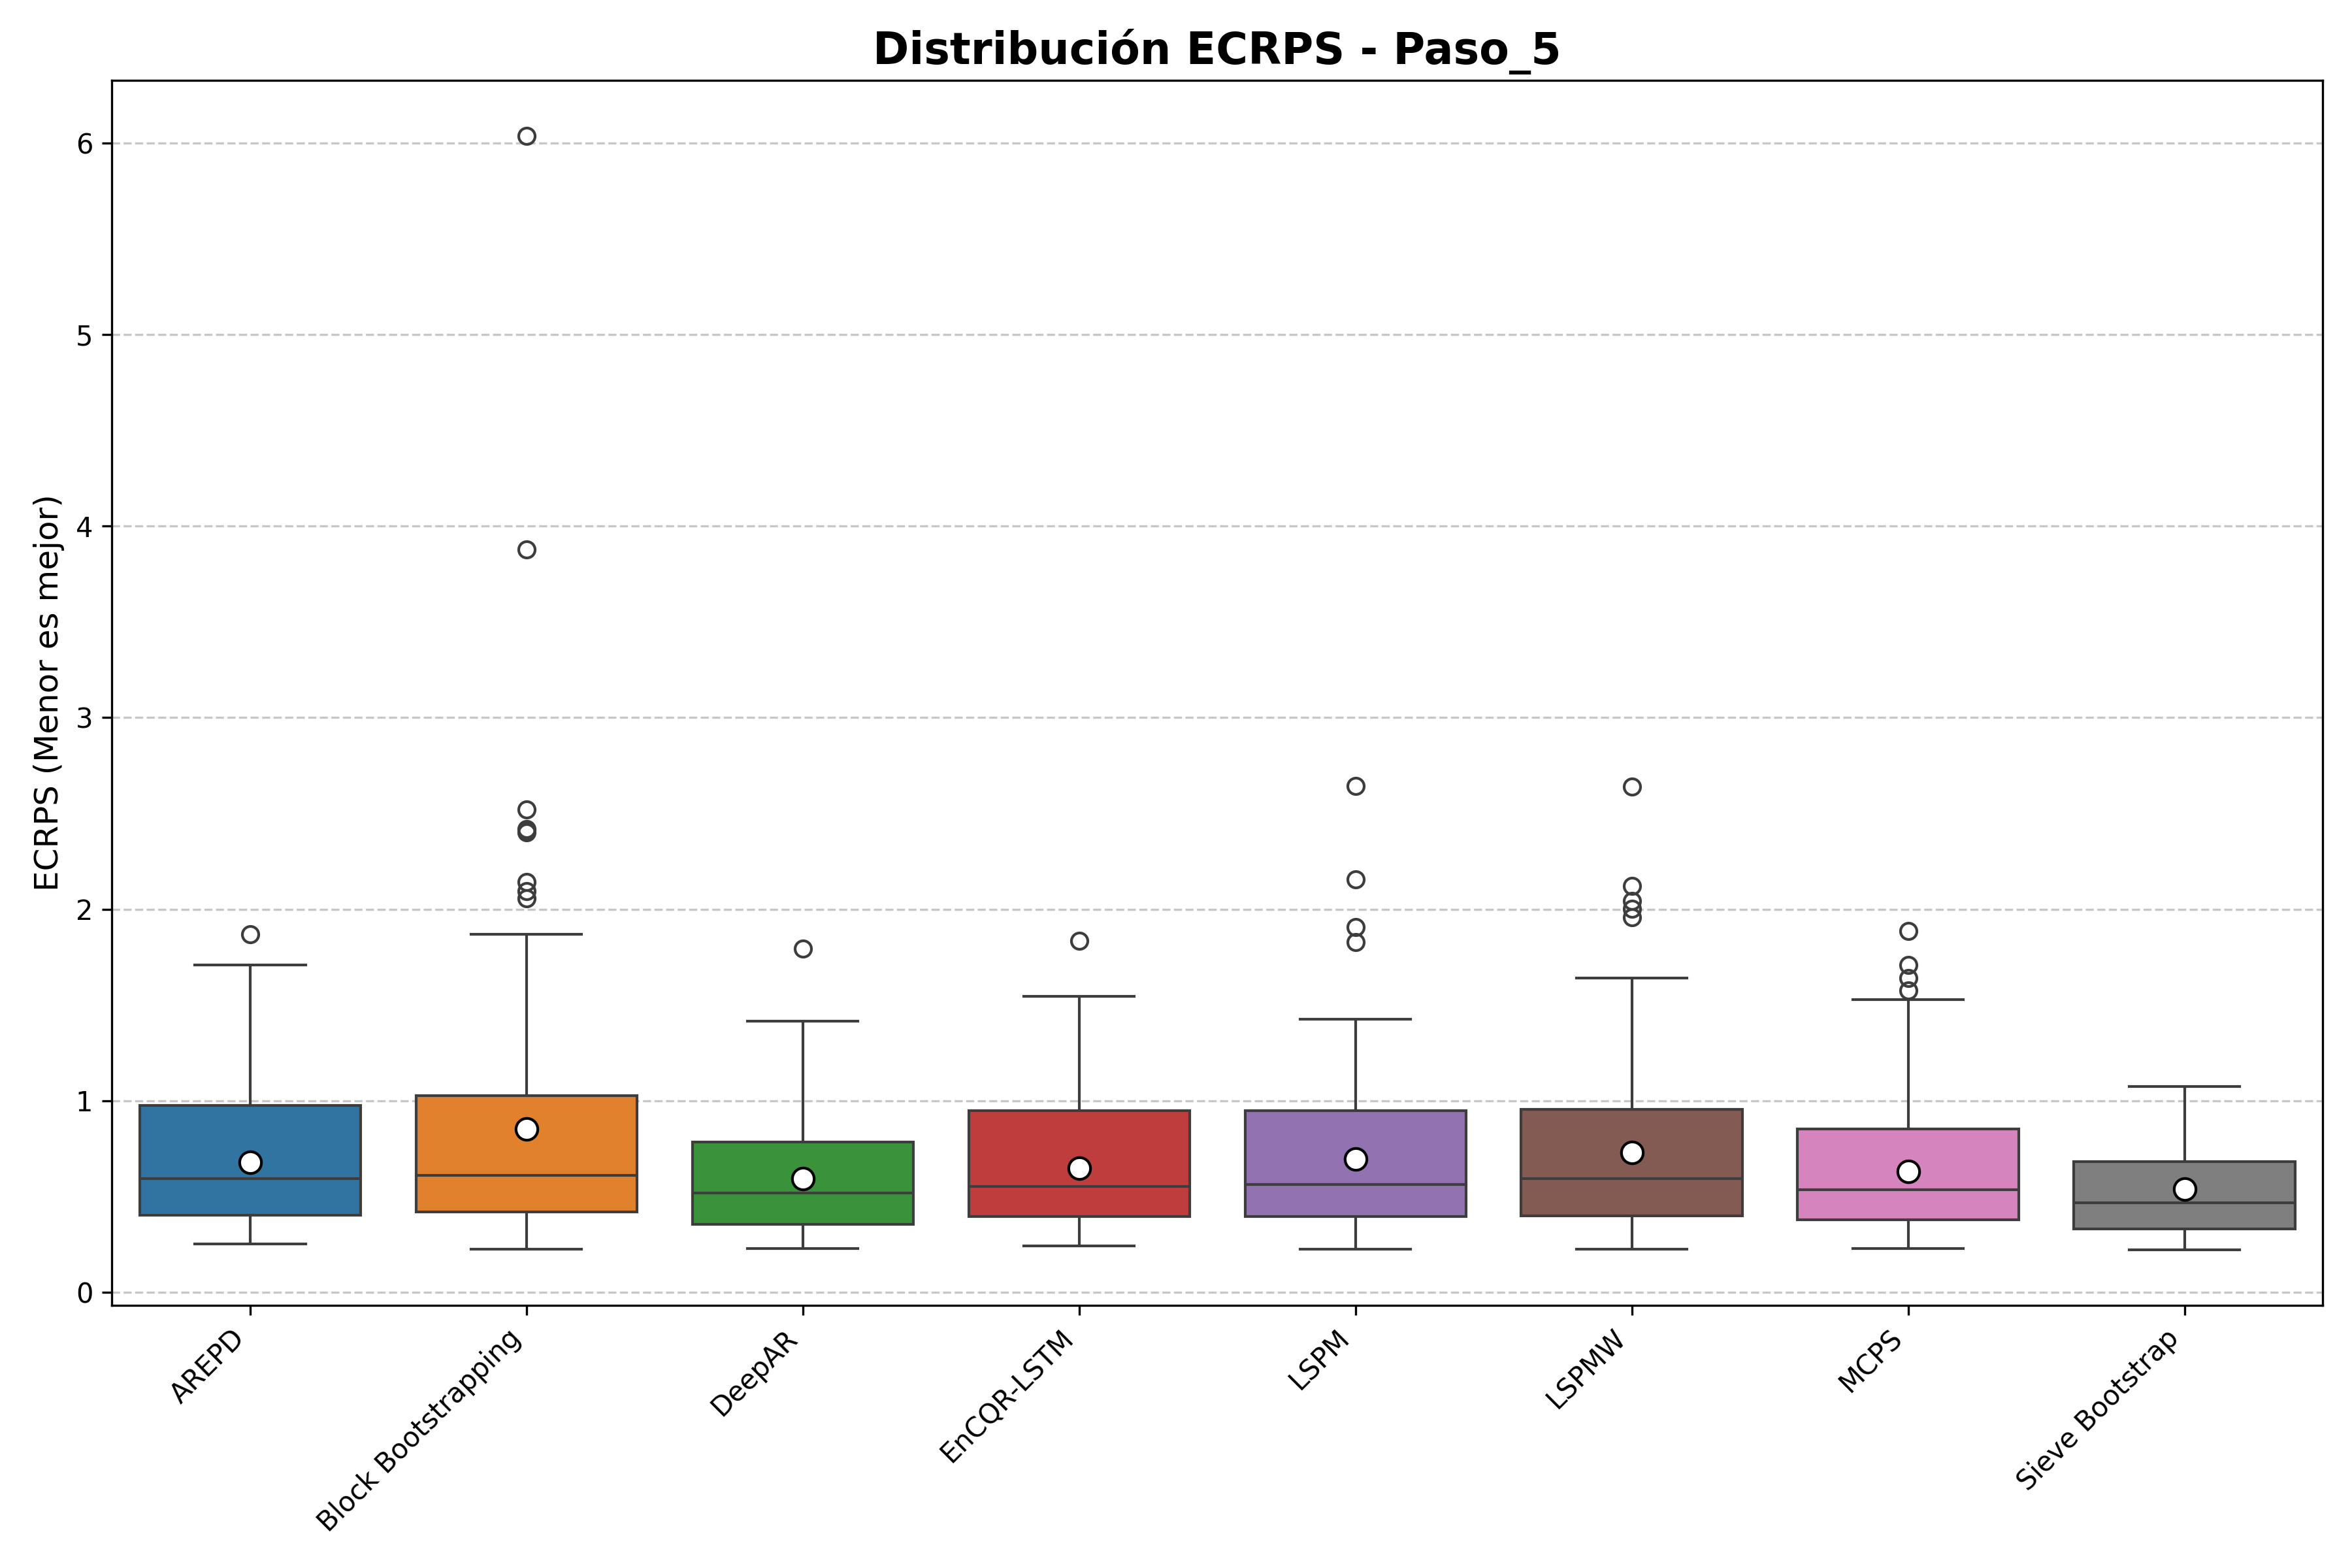 Distribución ECRPS - Paso_5
ECRPS (Menor es mejor)
6
5
4
3
2
1
0
AREPD
Block Bootstrapping
DeepAR
EnCQR-LSTM
LSPM
LSPMW
MCPS
Sieve Bootstrap